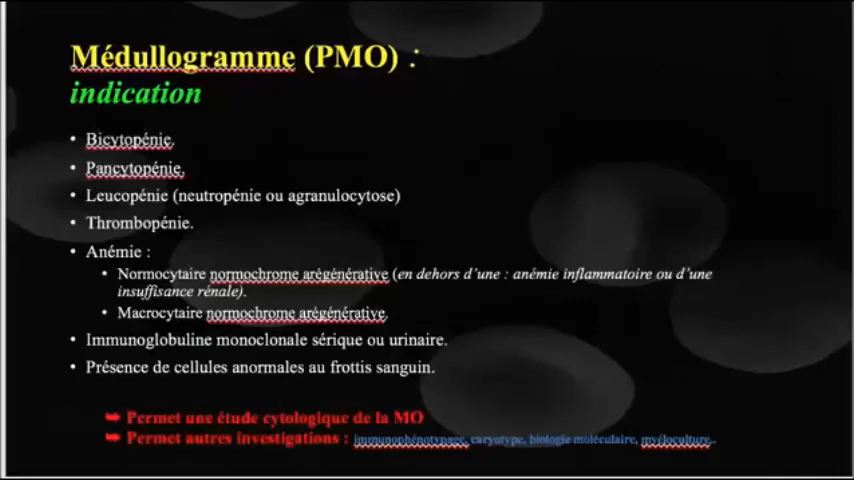 Médullogramme (PMO) :
indication
• Bicytopénie.
• Pancytopénie.
• Leucopénie (neutropénie ou agranulocytose)
• Thrombopénie.
• Anémie :
• Normocytaire normochrome arégénérative (en dehors d'une : anémie inflammatoire ou d'une
insuffisance rénale).
• Macrocytaire normochrome arégénérative.
• Immunoglobuline monoclonale sérique ou urinaire.
• Présence de cellules anormales au frottis sanguin.
➥ Permet une étude cytologique de la MO
➥ Permet autres investigations : immunophénotypage, caryotype, biologie moléculaire, myéloculture..